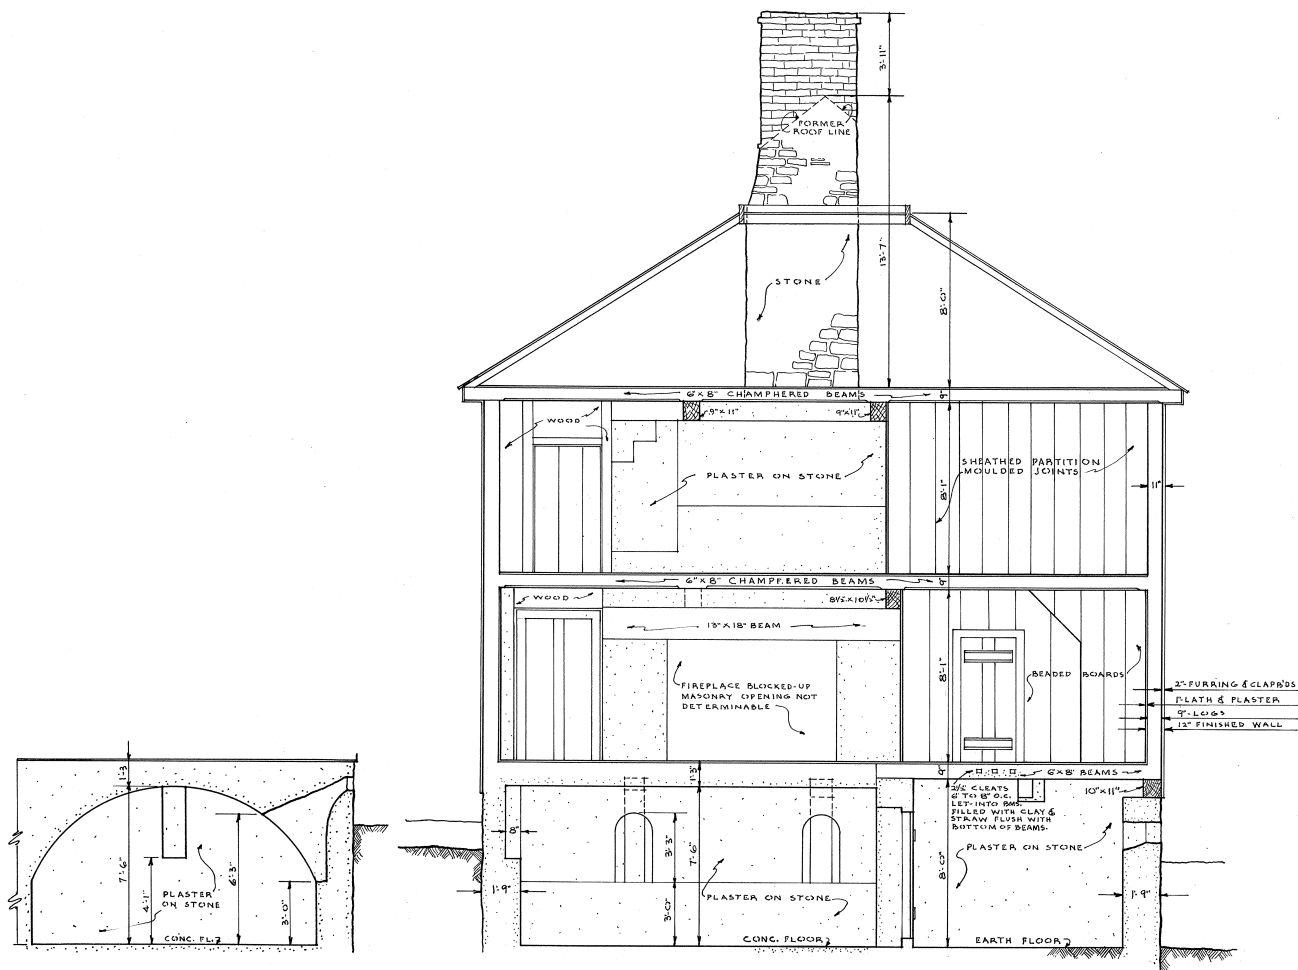 3'-11"
FORMER
ROOF LINE
13'-7"
STONE
8'-0"
6"x8" CHAMPHERED BEAMS
9"
9"x11"
9"x11"
WOOD
PLASTER ON STONE
SHEATHED PARTITION
MOULDED JOINTS
8'-1"
11"
6"x8" CHAMPFERED BEAMS
9"
WOOD
8½"x10½"
13"x18" BEAM
FIREPLACE BLOCKED-UP
MASONRY OPENING NOT
DETERMINABLE
8'-1"
BEADED BOARDS
2"-FURRING & CLAPB'DS
1"-LATH & PLASTER
9"-LOGS
12" FINISHED WALL
1'-3
1'-3"
9"
6"x8" BEAMS
2½" CLEATS
6" TO 8" O.C.
LET-INTO BMS.
FILLED WITH CLAY &
STRAW FLUSH WITH
BOTTOM OF BEAMS.
10"x11"
8"
3'-3"
7'-6"
PLASTER ON STONE
8'-0"
7'-6"
4'-1"
6'-3"
PLASTER
ON STONE
3'-0"
1'-9"
3'-0"
PLASTER ON STONE
1'-9"
CONC. FL.
CONC. FLOOR
EARTH FLOOR